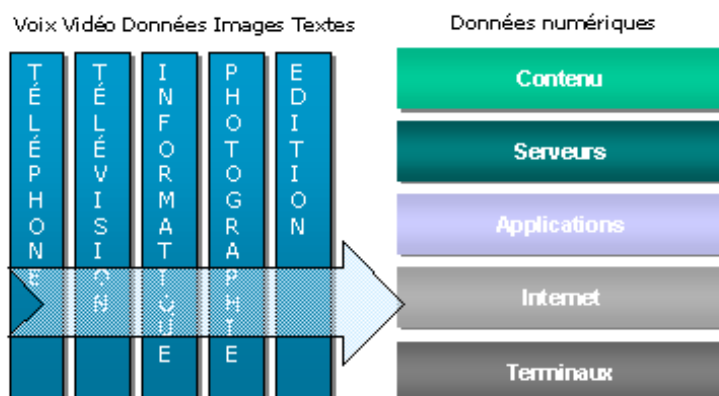 Voix Vidéo Données Images Textes
Données numériques
TÉLÉPHONE
TÉLÉVISION
INFORMATIQUE
PHOTOGRAPHIE
EDITION
Contenu
Serveurs
Applications
Internet
Terminaux